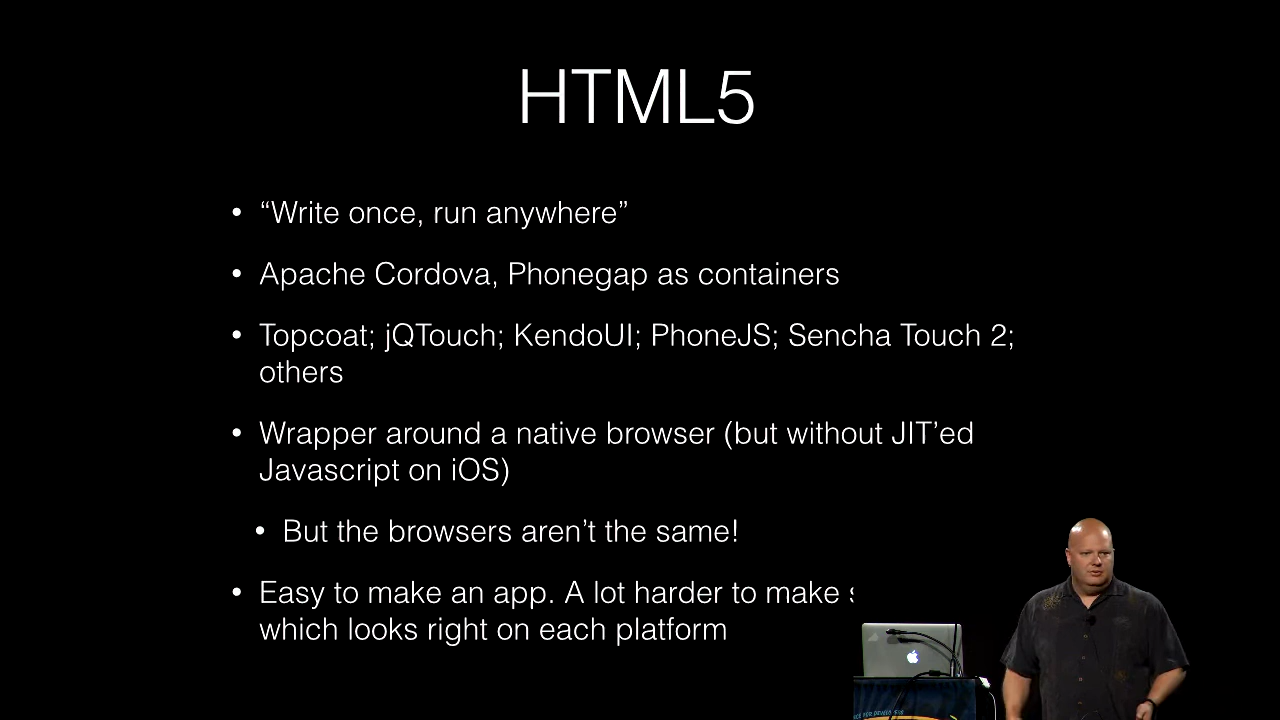 HTML5
• “Write once, run anywhere”
• Apache Cordova, Phonegap as containers
• Topcoat; jQTouch; KendoUI; PhoneJS; Sencha Touch 2;
others
• Wrapper around a native browser (but without JIT’ed
Javascript on iOS)
• But the browsers aren’t the same!
• Easy to make an app. A lot harder to make
which looks right on each platform